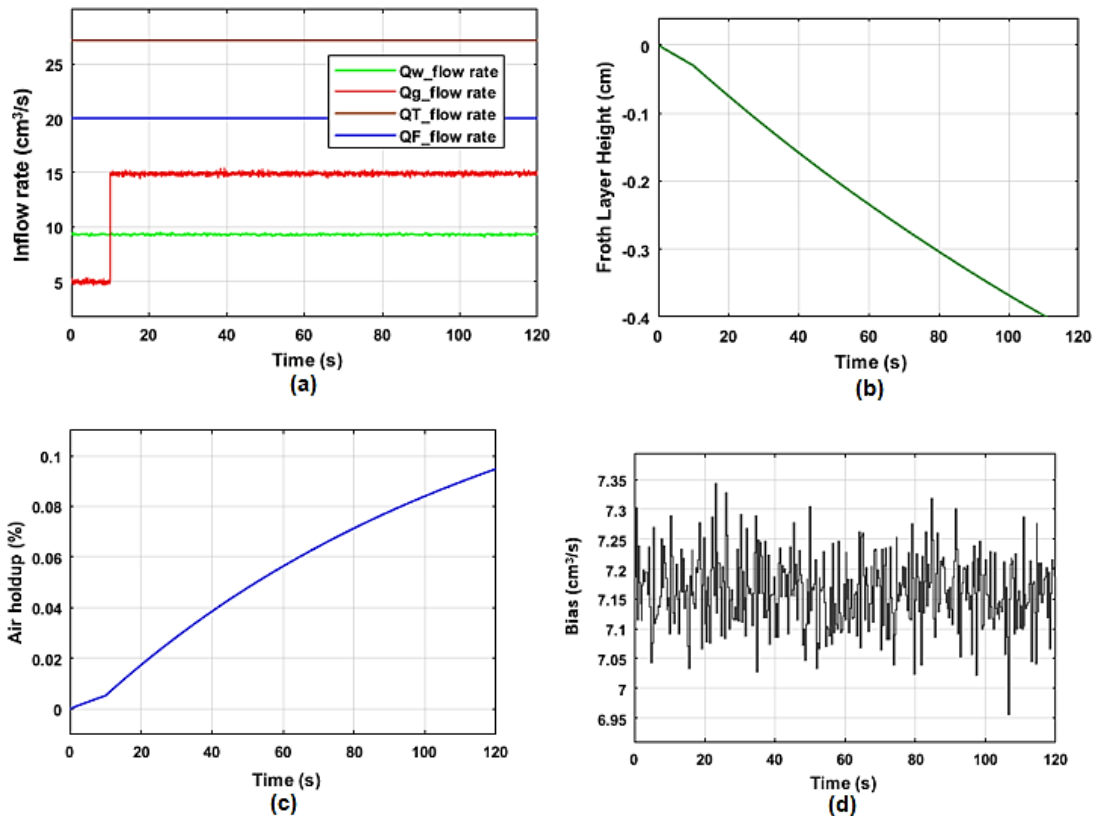 25
20
15
10
5
Inflow rate (cm³/s)
Qw_flow rate
Qg_flow rate
QT_flow rate
QF_flow rate
0 20 40 60 80 100 120
Time (s)
(a)
0
-0.1
-0.2
-0.3
-0.4
Froth Layer Height (cm)
0 20 40 60 80 100 120
Time (s)
(b)
0.1
0.08
0.06
0.04
0.02
0
Air holdup (%)
0 20 40 60 80 100 120
Time (s)
(c)
7.35
7.3
7.25
7.2
7.15
7.1
7.05
7
6.95
Bias (cm³/s)
0 20 40 60 80 100 120
Time (s)
(d)